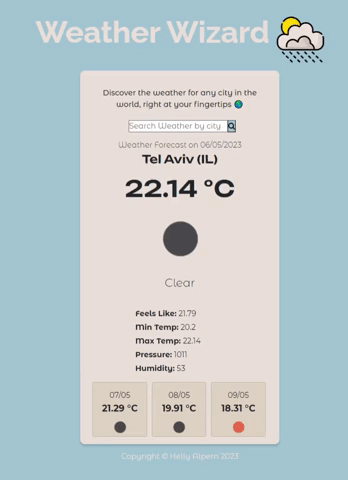 Weather Wizard
Discover the weather for any city in the
world, right at your fingertips
Search Weather by city
Weather Forecast on 06/05/2023
Tel Aviv (IL)
22.14 °C
Clear
Feels Like: 21.79
Min Temp: 20.2
Max Temp: 22.14
Pressure: 1011
Humidity: 53
07/05 08/05 09/05
21.29 °C 19.91 °C 18.31 °C
Copyright © Helly Alpern 2023